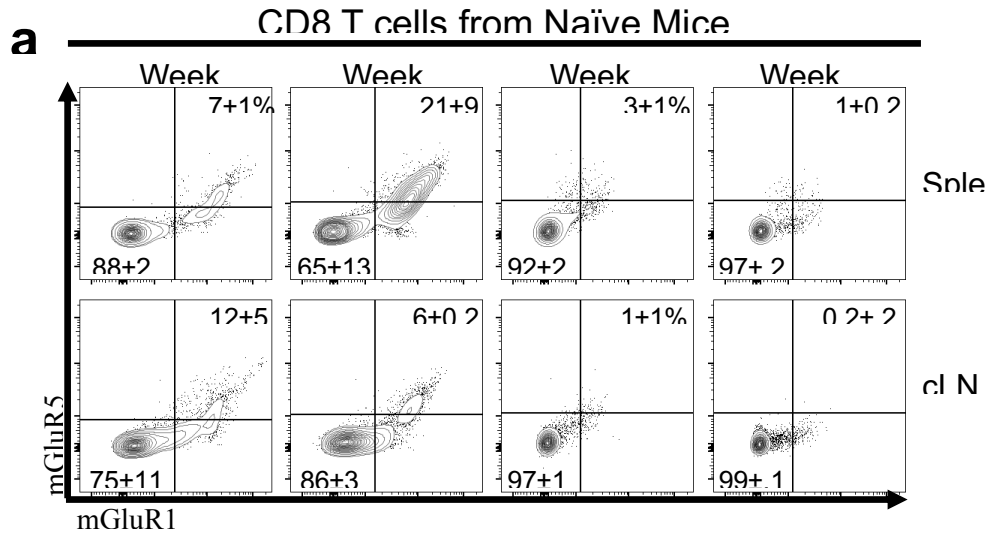 a
CD8 T cells from Naïve Mice
Week Week Week Week
7+1% 21+9 3+1% 1+0.2
Sple
88+2 65+13 92+2 97+.2
12+5 6+0.2 1+1% 0.2+.2
cLN
mGluR5
75+11 86+3 97+1 99+.1
mGluR1